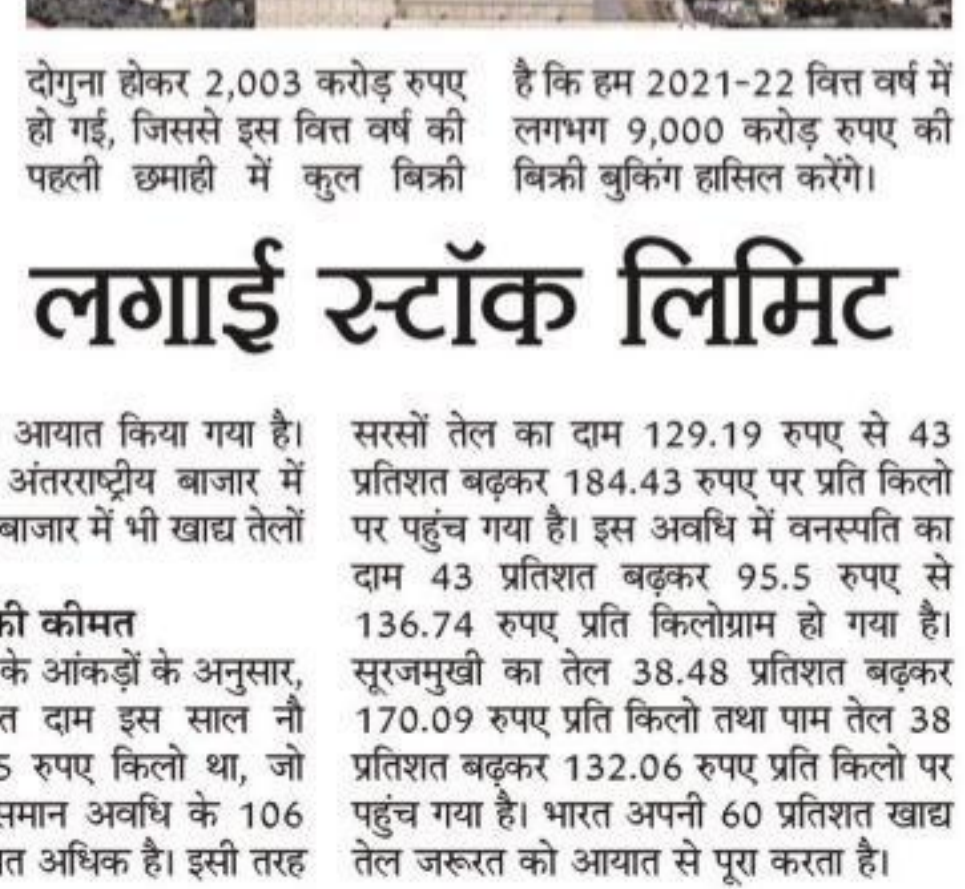 दोगुना होकर 2,003 करोड़ रुपए
हो गई, जिससे इस वित्त वर्ष की
पहली छमाही में कुल बिक्री
है कि हम 2021-22 वित्त वर्ष में
लगभग 9,000 करोड़ रुपए की
बिक्री बुकिंग हासिल करेंगे।
लगाई स्टॉक लिमिट
आयात किया गया है।
अंतरराष्ट्रीय बाजार में
बाजार में भी खाद्य तेलों
की कीमत
के आंकड़ों के अनुसार,
त दाम इस साल नौ
5 रुपए किलो था, जो
समान अवधि के 106
त अधिक है। इसी तरह
सरसों तेल का दाम 129.19 रुपए से 43
प्रतिशत बढ़कर 184.43 रुपए पर प्रति किलो
पर पहुंच गया है। इस अवधि में वनस्पति का
दाम 43 प्रतिशत बढ़कर 95.5 रुपए से
136.74 रुपए प्रति किलोग्राम हो गया है।
सूरजमुखी का तेल 38.48 प्रतिशत बढ़कर
170.09 रुपए प्रति किलो तथा पाम तेल 38
प्रतिशत बढ़कर 132.06 रुपए प्रति किलो पर
पहुंच गया है। भारत अपनी 60 प्रतिशत खाद्य
तेल जरूरत को आयात से पूरा करता है।